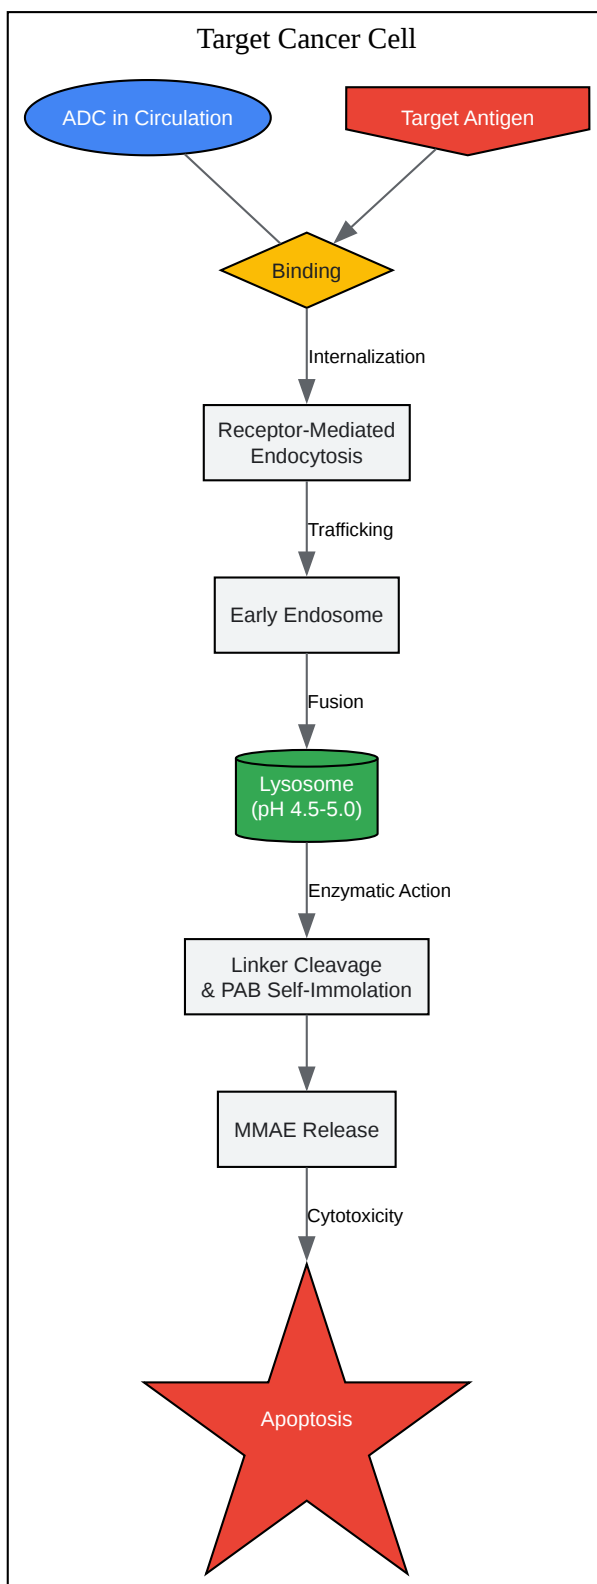 Target Cancer Cell
ADC in Circulation
Target Antigen
Binding
Internalization
Receptor-Mediated
Endocytosis
Trafficking
Early Endosome
Fusion
Lysosome
(pH 4.5-5.0)
Enzymatic Action
Linker Cleavage
& PAB Self-Immolation
MMAE Release
Cytotoxicity
Apoptosis